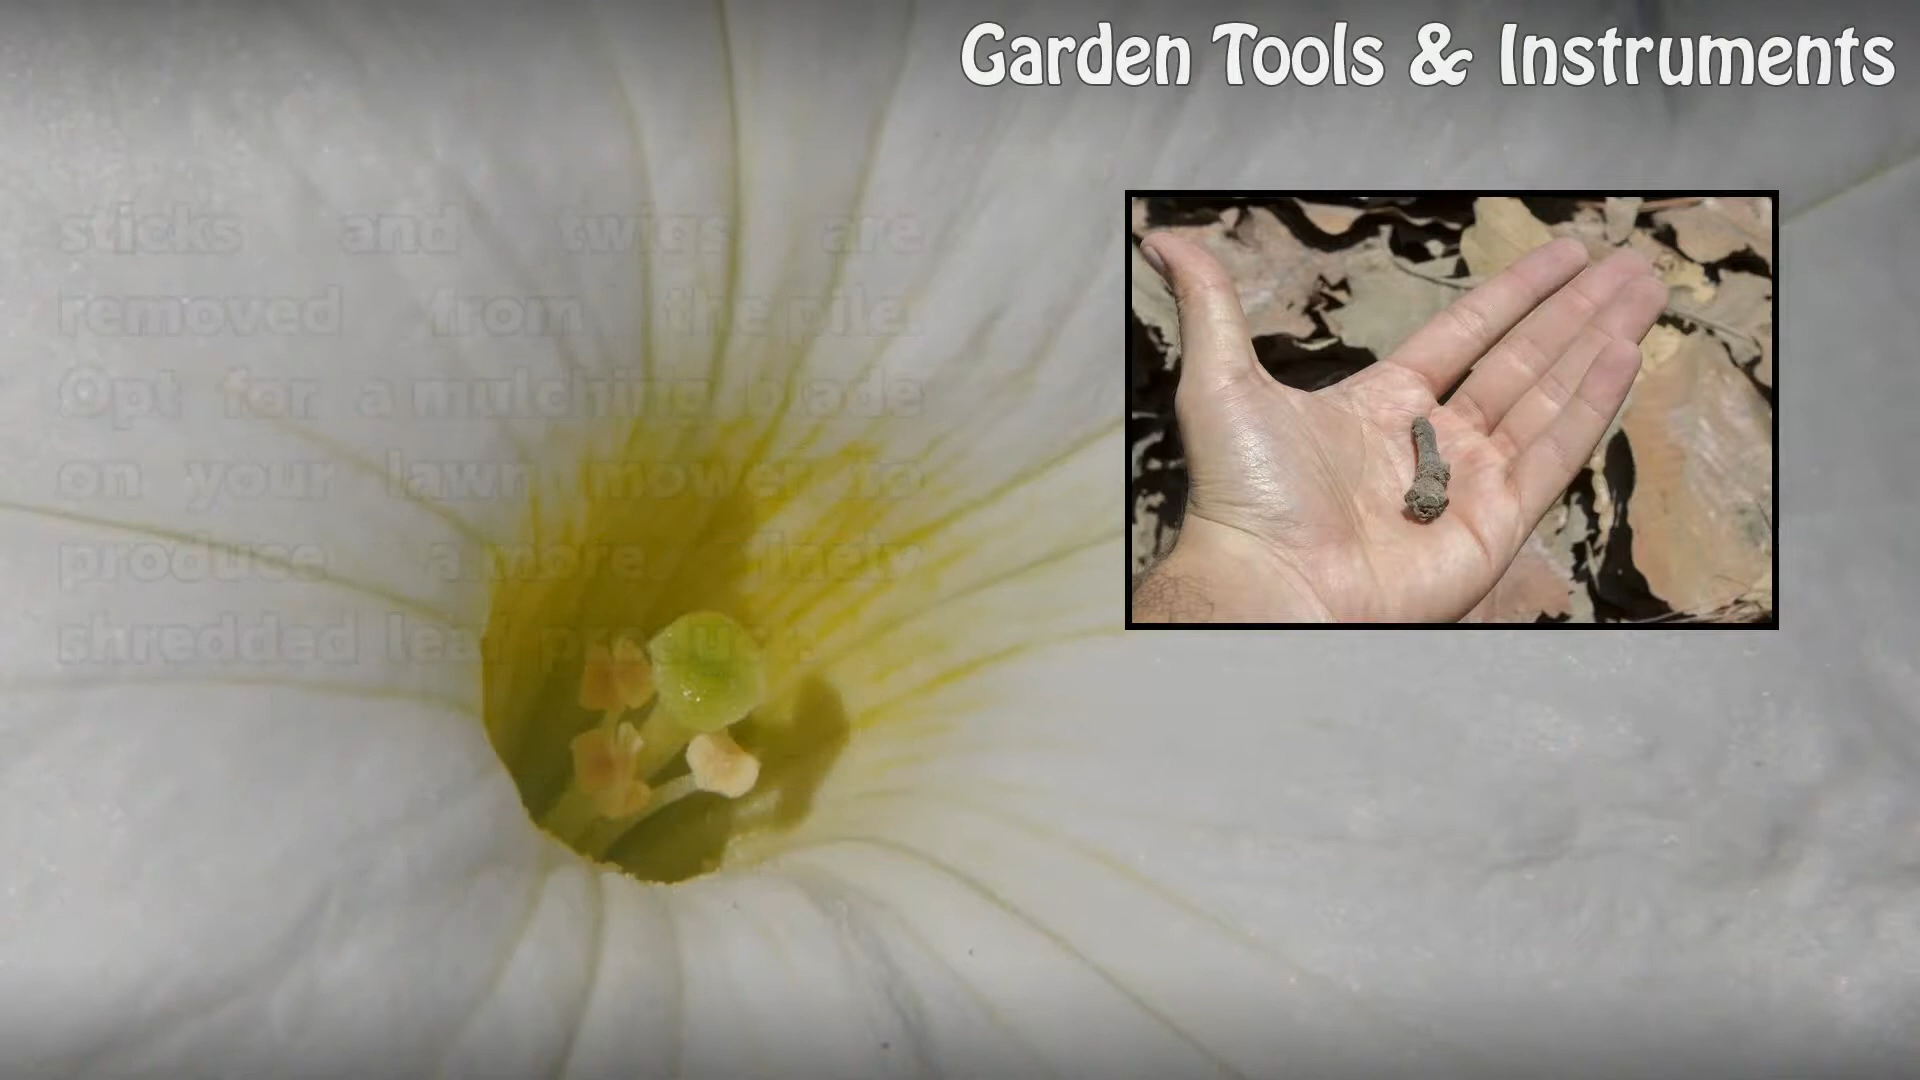 Garden Tools & Instruments
sticks and twigs are
removed from the pile.
Opt for a mulching blade
on your lawn mower to
produce a more finely
shredded leaf product.